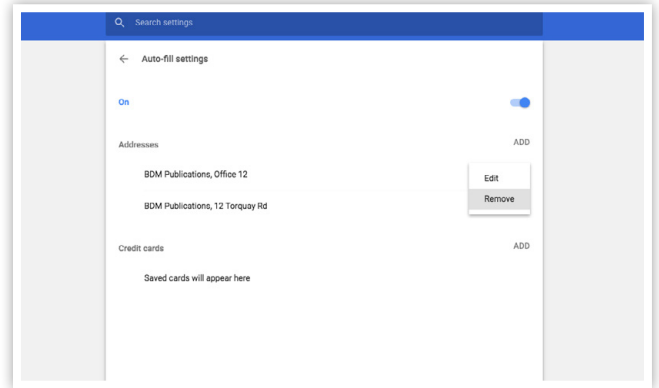 Search settings
Auto-fill settings
On
Addresses
ADD
BDM Publications, Office 12
Edit
Remove
BDM Publications, 12 Torquay Rd
Credit cards
ADD
Saved cards will appear here